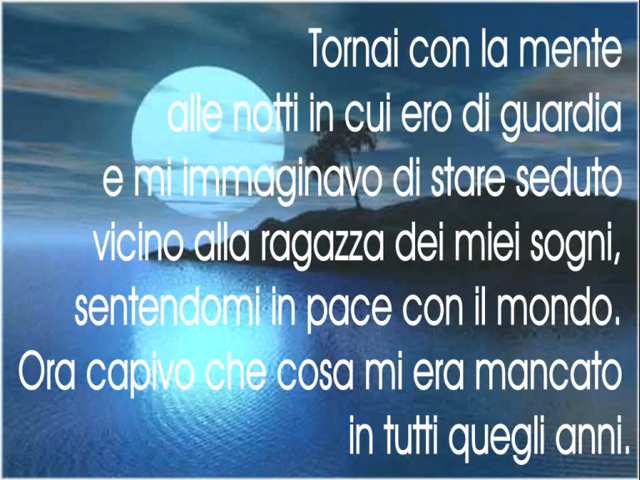 Tornai con la mente
alle notti in cui ero di guardia
e mi immaginavo di stare seduto
vicino alla ragazza dei miei sogni,
sentendomi in pace con il mondo.
Ora capivo che cosa mi era mancato
in tutti quegli anni.